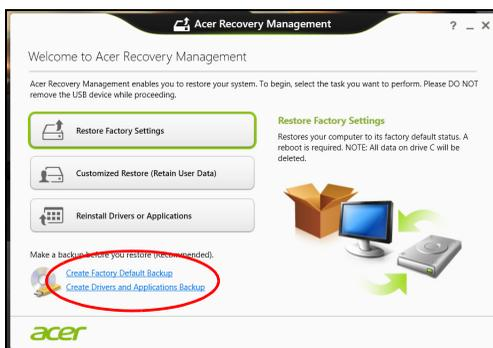 Acer Recovery Management
? _ X
Welcome to Acer Recovery Management
Acer Recovery Management enables you to restore your system. To begin, select the task you want to perform. Please DO NOT
remove the USB device while proceeding.
Restore Factory Settings
Customized Restore (Retain User Data)
Reinstall Drivers or Applications
Restore Factory Settings
Restores your computer to its factory default status. A
reboot is required. NOTE: All data on drive C will be
deleted.
Make a backup before you restore (Recommended).
Create Factory Default Backup
Create Drivers and Applications Backup
acer